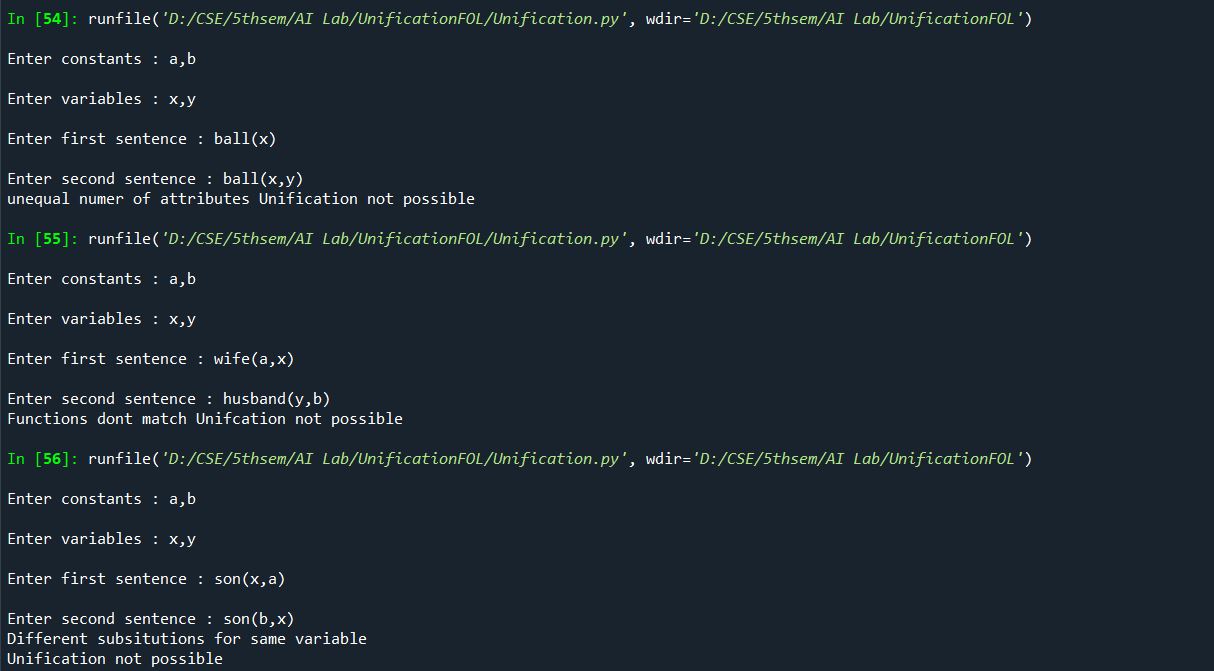 In [54]: runfile('D:/CSE/5thsem/AI Lab/UnificationFOL/Unification.py', wdir='D:/CSE/5thsem/AI Lab/UnificationFOL')
Enter constants : a,b
Enter variables : x,y
Enter first sentence : ball(x)
Enter second sentence : ball(x,y)
unequal numer of attributes Unification not possible
In [55]: runfile('D:/CSE/5thsem/AI Lab/UnificationFOL/Unification.py', wdir='D:/CSE/5thsem/AI Lab/UnificationFOL')
Enter constants : a,b
Enter variables : x,y
Enter first sentence : wife(a,x)
Enter second sentence : husband(y,b)
Functions dont match Unifcation not possible
In [56]: runfile('D:/CSE/5thsem/AI Lab/UnificationFOL/Unification.py', wdir='D:/CSE/5thsem/AI Lab/UnificationFOL')
Enter constants : a,b
Enter variables : x,y
Enter first sentence : son(x,a)
Enter second sentence : son(b,x)
Different subsitutions for same variable
Unification not possible